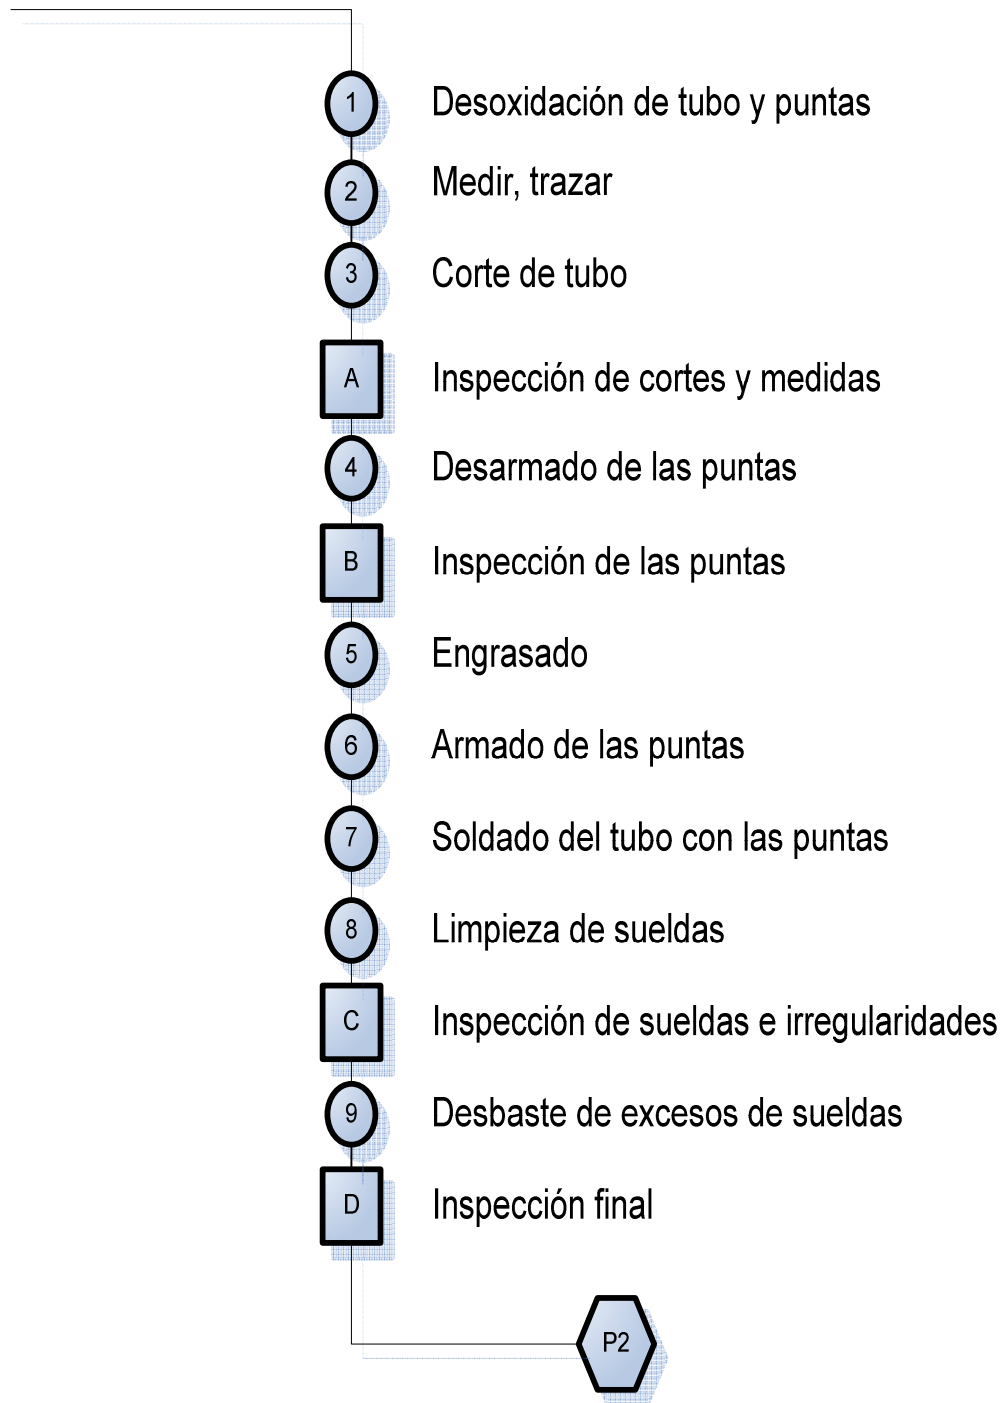 1 Desoxidación de tubo y puntas
2 Medir, trazar
3 Corte de tubo
A Inspección de cortes y medidas
4 Desarmado de las puntas
B Inspección de las puntas
5 Engrasado
6 Armado de las puntas
7 Soldado del tubo con las puntas
8 Limpieza de sueldas
C Inspección de sueldas e irregularidades
9 Desbaste de excesos de sueldas
D Inspección final
P2